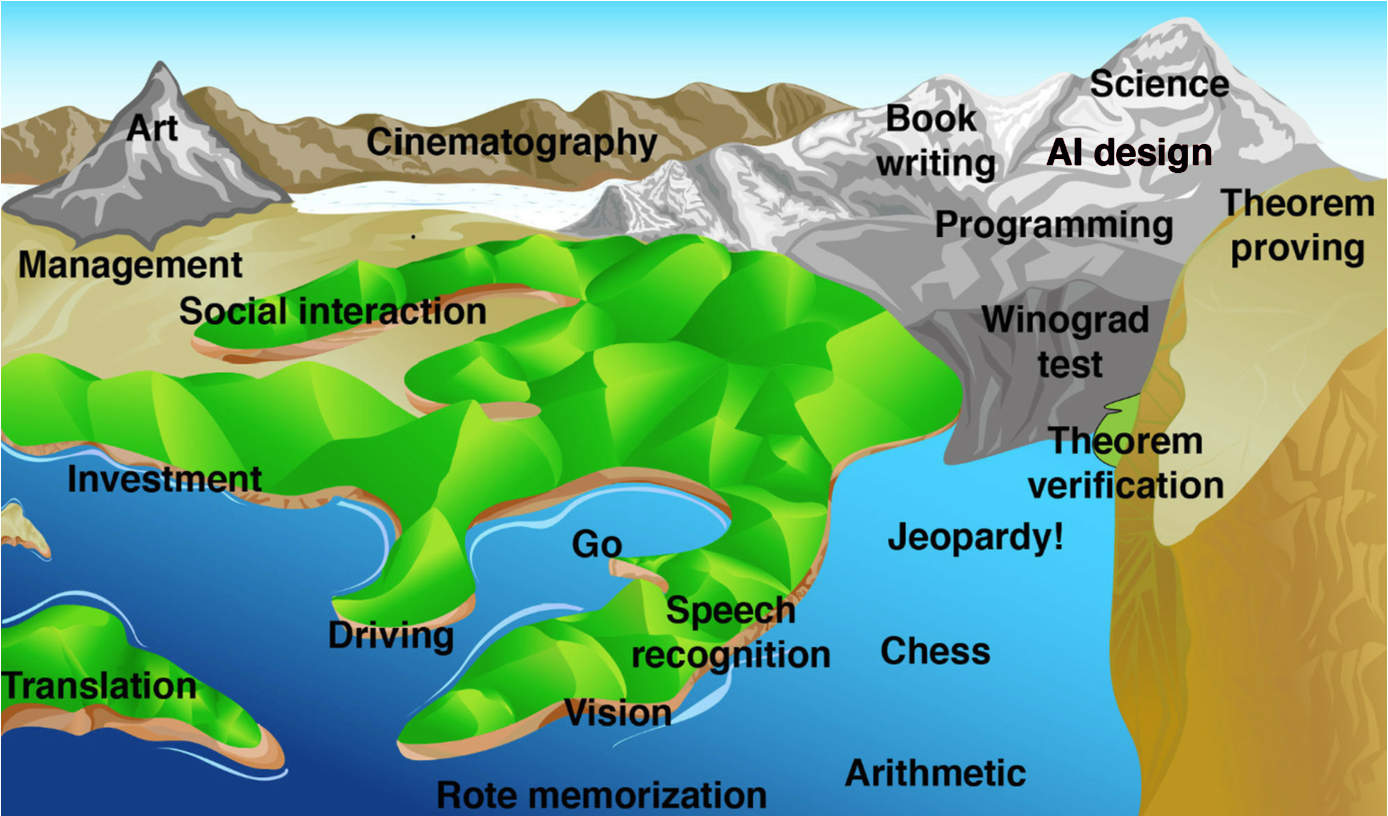 Science
Art
Book
writing
Cinematography
AI design
Theorem
proving
Programming
Management
Social interaction
Winograd
test
Theorem
verification
Investment
Jeopardy!
Go
Speech
recognition
Driving
Chess
Translation
Vision
Arithmetic
Rote memorization